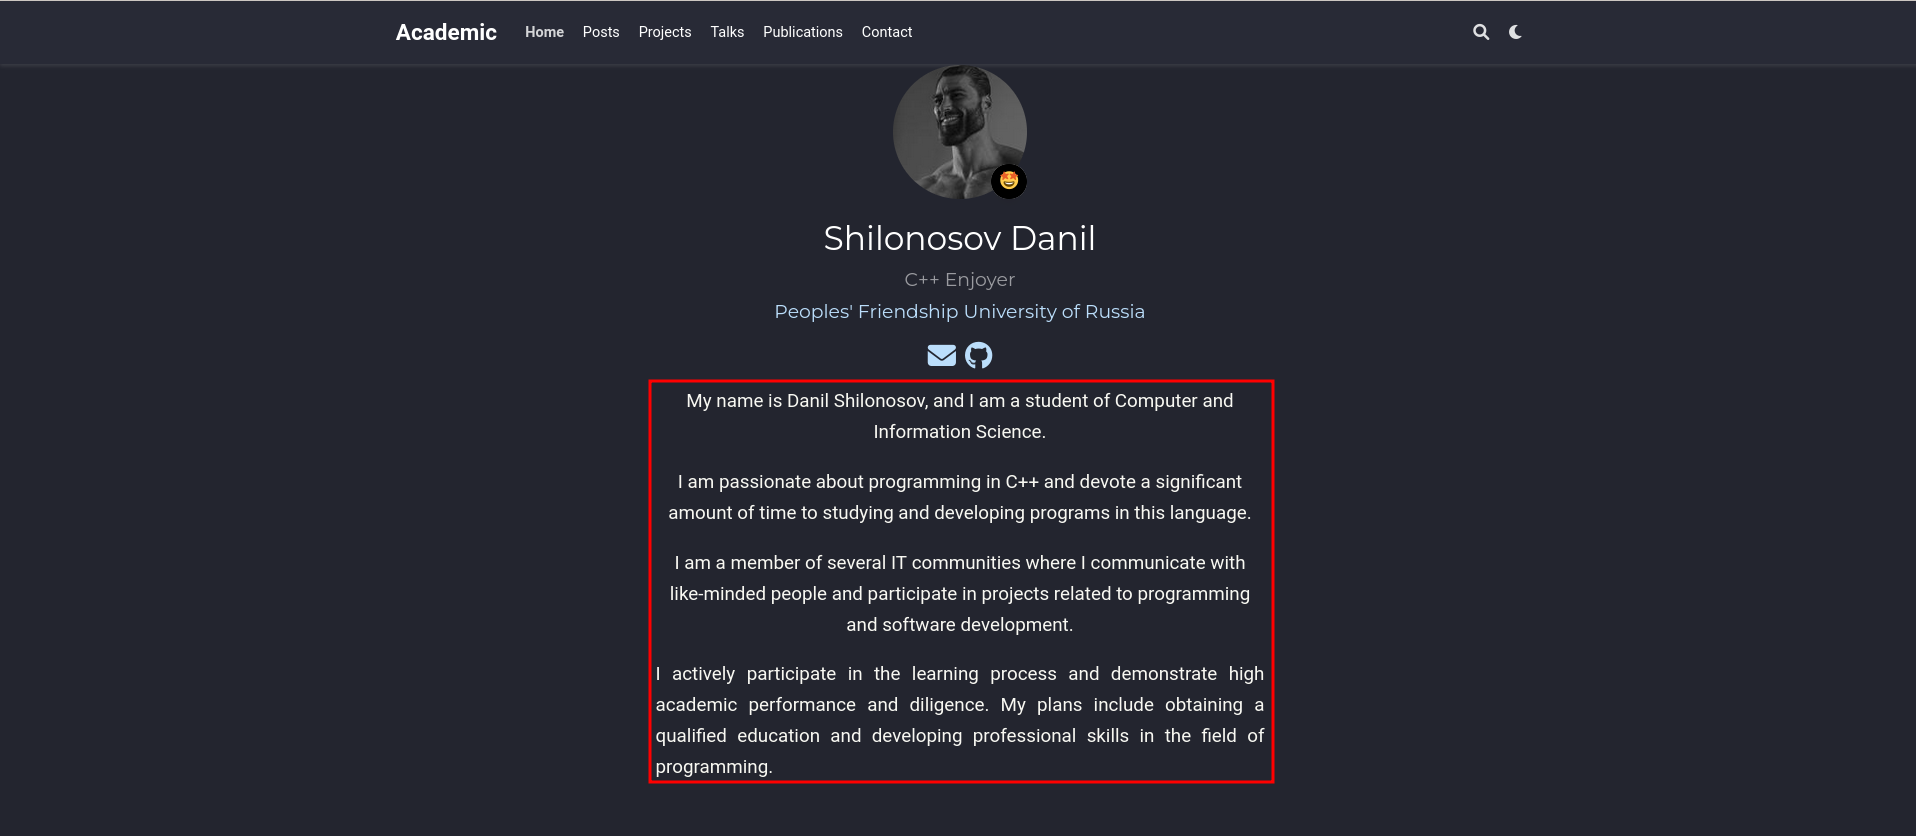 Academic Home Posts Projects Talks Publications Contact
Shilonosov Danil
C++ Enjoyer
Peoples' Friendship University of Russia
My name is Danil Shilonosov, and I am a student of Computer and
Information Science.
I am passionate about programming in C++ and devote a significant
amount of time to studying and developing programs in this language.
I am a member of several IT communities where I communicate with
like-minded people and participate in projects related to programming
and software development.
I actively participate in the learning process and demonstrate high
academic performance and diligence. My plans include obtaining a
qualified education and developing professional skills in the field of
programming.